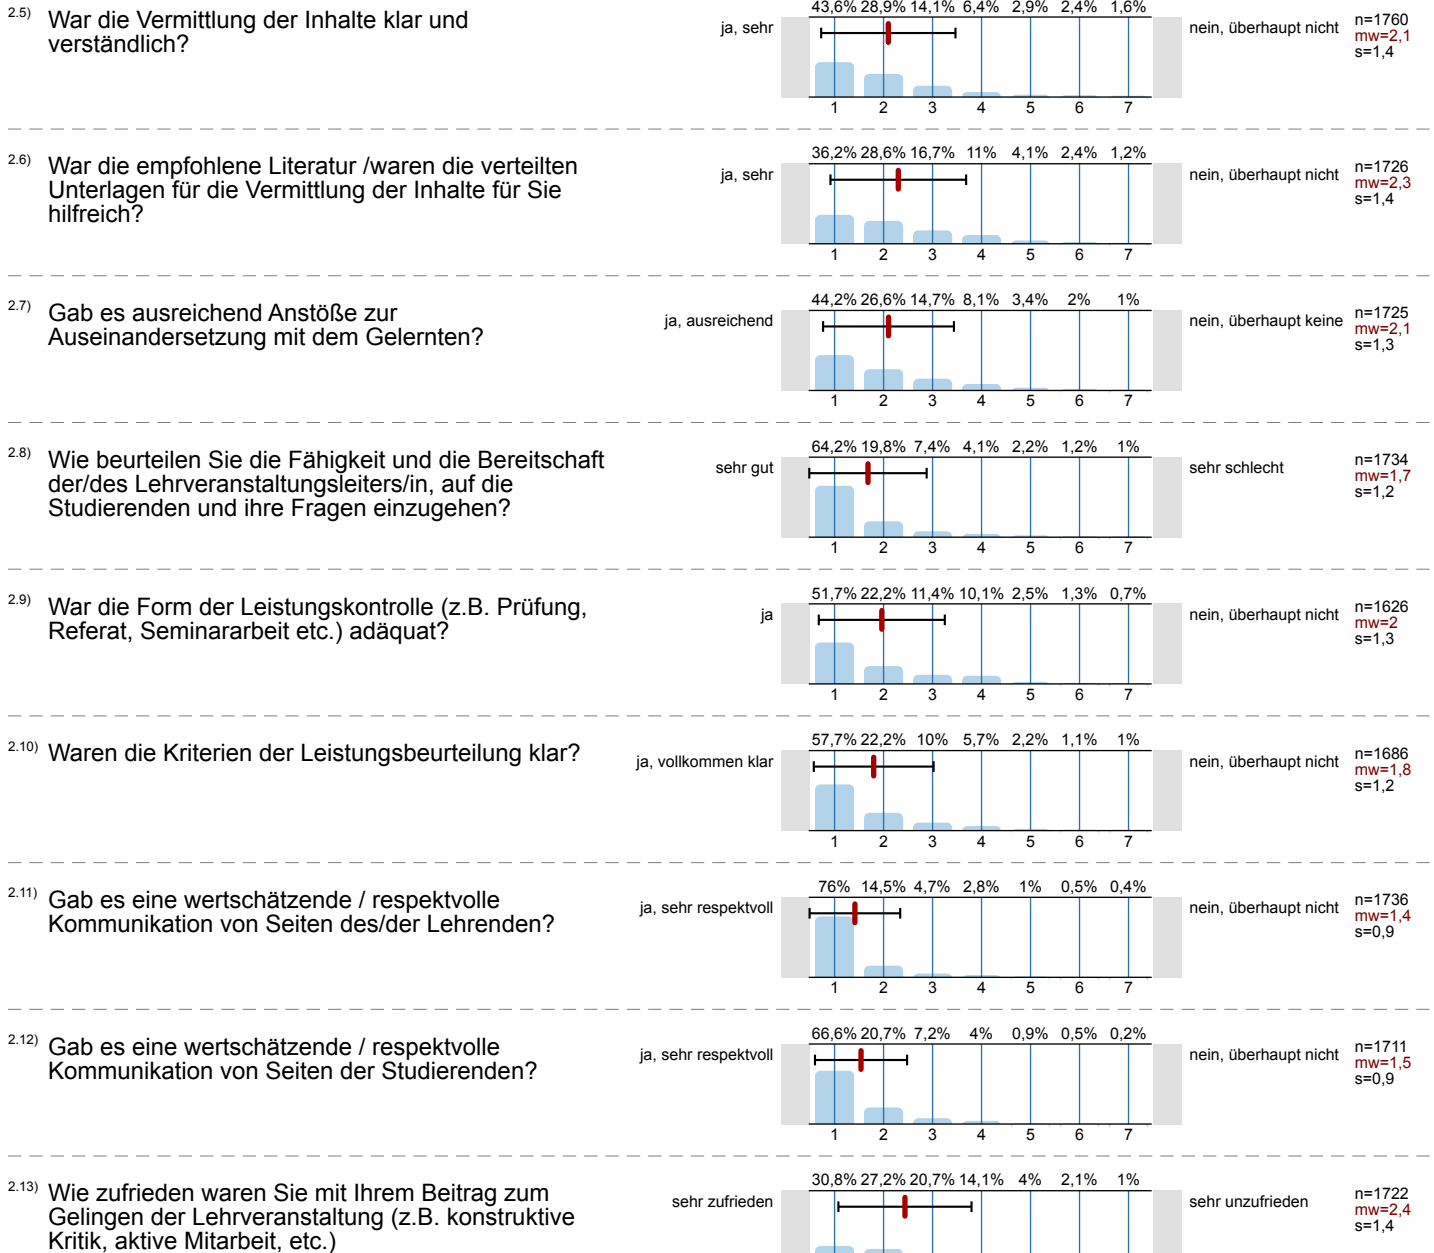 2.5) War die Vermittlung der Inhalte klar und
verständlich?
43,6% 28,9% 14,1% 6,4% 2,9% 2,4% 1,6%
ja, sehr
nein, überhaupt nicht
n=1760
mw=2,1
s=1,4
1 2 3 4 5 6 7
2.6) War die empfohlene Literatur /waren die verteilten
Unterlagen für die Vermittlung der Inhalte für Sie
hilfreich?
36,2% 28,6% 16,7% 11% 4,1% 2,4% 1,2%
ja, sehr
nein, überhaupt nicht
n=1726
mw=2,3
s=1,4
1 2 3 4 5 6 7
2.7) Gab es ausreichend Anstöße zur
Auseinandersetzung mit dem Gelernten?
44,2% 26,6% 14,7% 8,1% 3,4% 2% 1%
ja, ausreichend
nein, überhaupt keine
n=1725
mw=2,1
s=1,3
1 2 3 4 5 6 7
2.8) Wie beurteilen Sie die Fähigkeit und die Bereitschaft
der/des Lehrveranstaltungsleiters/in, auf die
Studierenden und ihre Fragen einzugehen?
64,2% 19,8% 7,4% 4,1% 2,2% 1,2% 1%
sehr gut
sehr schlecht
n=1734
mw=1,7
s=1,2
1 2 3 4 5 6 7
2.9) War die Form der Leistungskontrolle (z.B. Prüfung,
Referat, Seminararbeit etc.) adäquat?
51,7% 22,2% 11,4% 10,1% 2,5% 1,3% 0,7%
ja
nein, überhaupt nicht
n=1626
mw=2
s=1,3
1 2 3 4 5 6 7
2.10) Waren die Kriterien der Leistungsbeurteilung klar?
57,7% 22,2% 10% 5,7% 2,2% 1,1% 1%
ja, vollkommen klar
nein, überhaupt nicht
n=1686
mw=1,8
s=1,2
1 2 3 4 5 6 7
2.11) Gab es eine wertschätzende / respektvolle
Kommunikation von Seiten des/der Lehrenden?
76% 14,5% 4,7% 2,8% 1% 0,5% 0,4%
ja, sehr respektvoll
nein, überhaupt nicht
n=1736
mw=1,4
s=0,9
1 2 3 4 5 6 7
2.12) Gab es eine wertschätzende / respektvolle
Kommunikation von Seiten der Studierenden?
66,6% 20,7% 7,2% 4% 0,9% 0,5% 0,2%
ja, sehr respektvoll
nein, überhaupt nicht
n=1711
mw=1,5
s=0,9
1 2 3 4 5 6 7
2.13) Wie zufrieden waren Sie mit Ihrem Beitrag zum
Gelingen der Lehrveranstaltung (z.B. konstruktive
Kritik, aktive Mitarbeit, etc.)
30,8% 27,2% 20,7% 14,1% 4% 2,1% 1%
sehr zufrieden
sehr unzufrieden
n=1722
mw=2,4
s=1,4